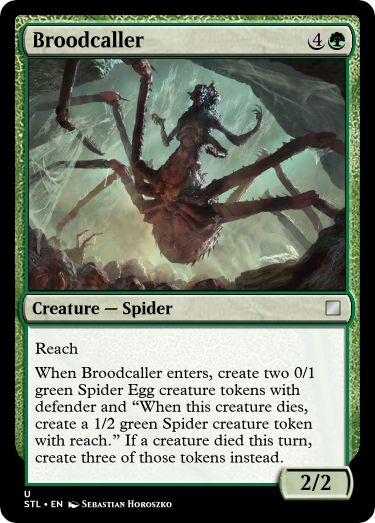 Broodcaller 4
Creature — Spider
Reach
When Broodcaller enters, create two 0/1
green Spider Egg creature tokens with
defender and “When this creature dies,
create a 1/2 green Spider creature token
with reach.” If a creature died this turn,
create three of those tokens instead.
2/2
U
STL • EN Sebastian Horoszko